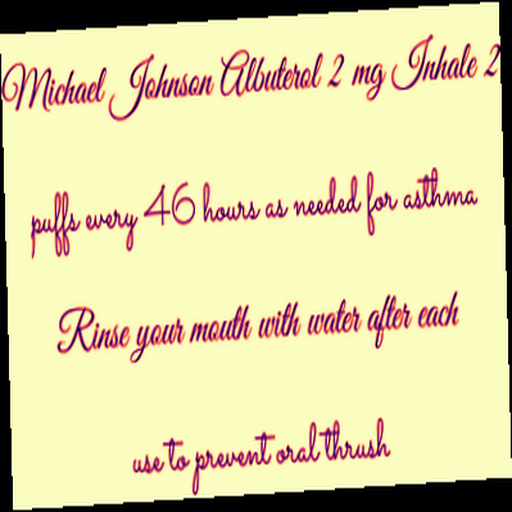 Michael Johnson Albuterol 2 mg Inhale 2
puffs every 46 hours as needed for asthma
Rinse your mouth with water after each
use to prevent oral thrush